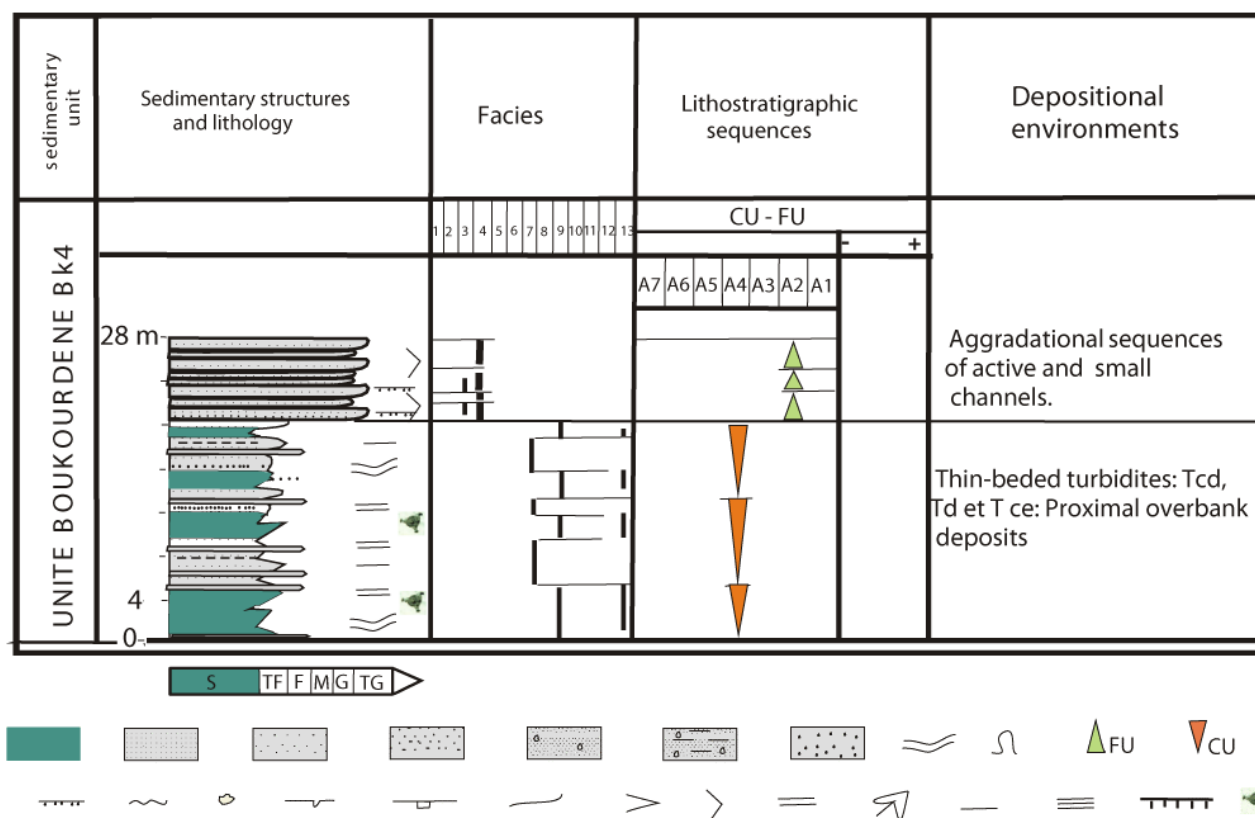 sedimentary
unit
Sedimentary structures
and lithology
Facies
Lithostratigraphic
sequences
Depositional
environments
UNITE BOUKOURDENE Bk4
1 2 3 4 5 6 7 8 9 10 11 12 13
CU - FU
- +
A7 A6 A5 A4 A3 A2 A1
28 m
Aggradational sequences
of active and small
channels.
Thin-beded turbidites: Tcd,
Td et T ce: Proximal overbank
deposits
4
0
S TF F M G TG
FU
CU